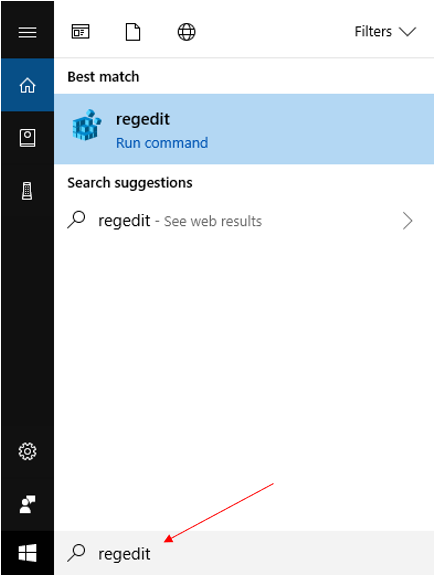 Filters
Best match
regedit
Run command
Search suggestions
regedit - See web results
regedit